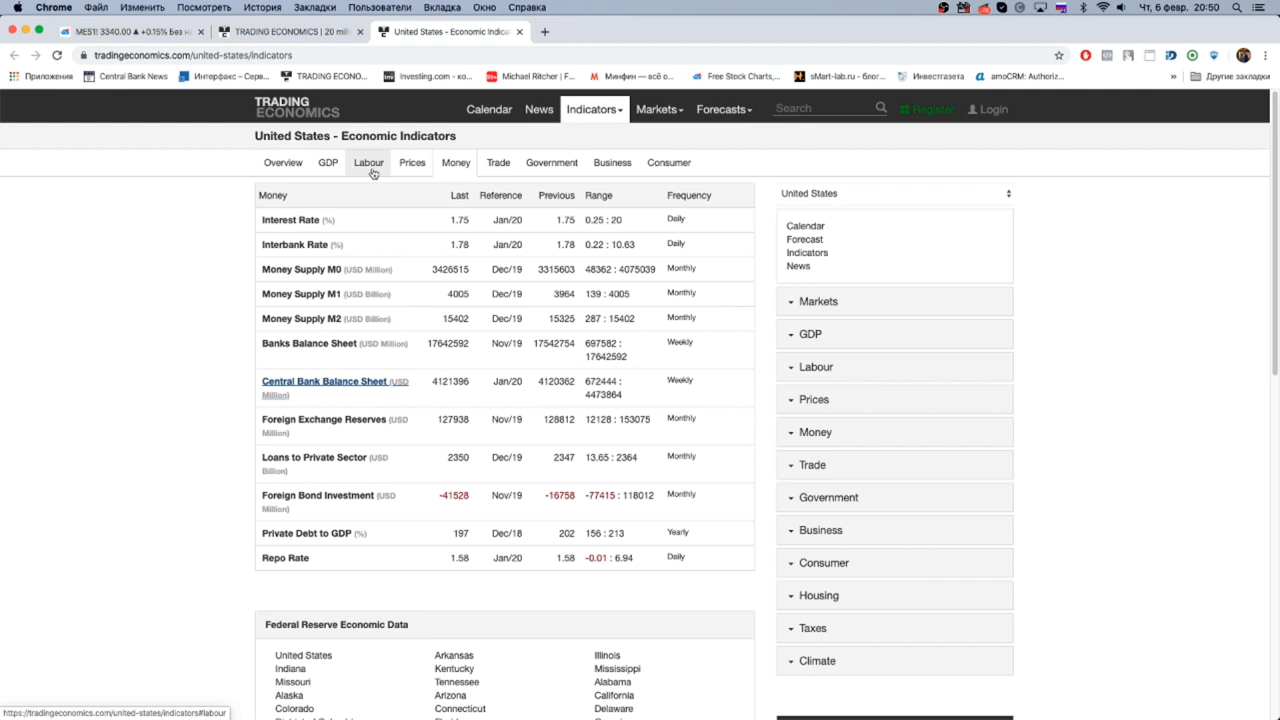 Chrome Файл Изменить Посмотреть История Закладки Пользователи Вкладка Окно Справка Чт, 6 февр. 20:50
MES1! 3340.00 ▲ +0.15% Без на × TRADING ECONOMICS | 20 mil × United States - Economic Indica × +
tradingeconomics.com/united-states/indicators
Приложения Central Bank News Интерфакс – Серв... TRADING ECONO... Investing.com - ко... Michael Ritcher | F... Минфин — всё о... Free Stock Charts,... sMart-lab.ru - блог... Инвестгазета amoCRM: Authoriz... » Другие закладки
TRADING
ECONOMICS
Calendar News Indicators Markets Forecasts Search Register Login
United States - Economic Indicators
Overview GDP Labour Prices Money Trade Government Business Consumer
Money Last Reference Previous Range Frequency
Interest Rate (%) 1.75 Jan/20 1.75 0.25 : 20 Daily
Interbank Rate (%) 1.78 Jan/20 1.78 0.22 : 10.63 Daily
Money Supply M0 (USD Million) 3426515 Dec/19 3315603 48362 : 4075039 Monthly
Money Supply M1 (USD Billion) 4005 Dec/19 3964 139 : 4005 Monthly
Money Supply M2 (USD Billion) 15402 Dec/19 15325 287 : 15402 Monthly
Banks Balance Sheet (USD Million) 17642592 Nov/19 17542754 697582 : Weekly
17642592
Central Bank Balance Sheet (USD 4121396 Jan/20 4120362 672444 : Weekly
Million) 4473864
Foreign Exchange Reserves (USD 127938 Nov/19 128812 12128 : 153075 Monthly
Million)
Loans to Private Sector (USD 2350 Dec/19 2347 13.65 : 2364 Monthly
Billion)
Foreign Bond Investment (USD -41528 Nov/19 -16758 -77415 : 118012 Monthly
Million)
Private Debt to GDP (%) 197 Dec/18 202 156 : 213 Yearly
Repo Rate 1.58 Jan/20 1.58 -0.01 : 6.94 Daily
Federal Reserve Economic Data
United States Arkansas Illinois
Indiana Kentucky Mississippi
Missouri Tennessee Alabama
Alaska Arizona California
Colorado Connecticut Delaware
United States
Calendar
Forecast
Indicators
News
Markets
GDP
Labour
Prices
Money
Trade
Government
Business
Consumer
Housing
Taxes
Climate
https://tradingeconomics.com/united-states/indicators#labour